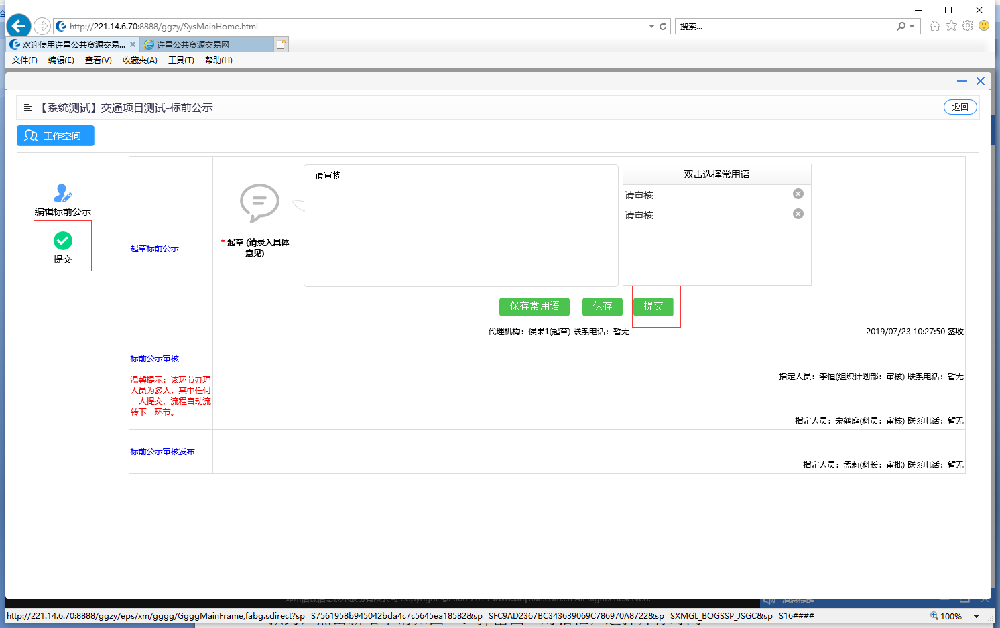 http://221.14.6.70:8888/ggzy/SysMainHome.html
搜索...
欢迎使用许昌公共资源交易...
许昌公共资源交易网
文件(F) 编辑(E) 查看(V) 收藏夹(A) 工具(T) 帮助(H)
【系统测试】交通项目测试-标前公示
返回
工作空间
编辑标前公示
提交
起草标前公示
* 起草 (请录入具体
意见)
请审核
双击选择常用语
请审核
请审核
保存常用语 保存 提交
代理机构：侯果1(起草) 联系电话：暂无
2019/07/23 10:27:50 签收
标前公示审核
温馨提示：该环节办理
人员为多人，其中任何
一人提交，流程自动流
转下一环节。
指定人员：李恒(组织计划部：审核) 联系电话：暂无
指定人员：宋鹤庭(科员：审核) 联系电话：暂无
标前公示审核发布
指定人员：孟莉(科长：审批) 联系电话：暂无
消息提醒
http://221.14.6.70:8888/ggzy/eps/xm/gggg/GgggMainFrame,fabg.sdirect?sp=S7561958b945042bda4c7c5645ea18582&sp=SFC9AD2367BC343639069C786970A8722&sp=SXMGL_BQGSSP_JSGC&sp=S16####
100%